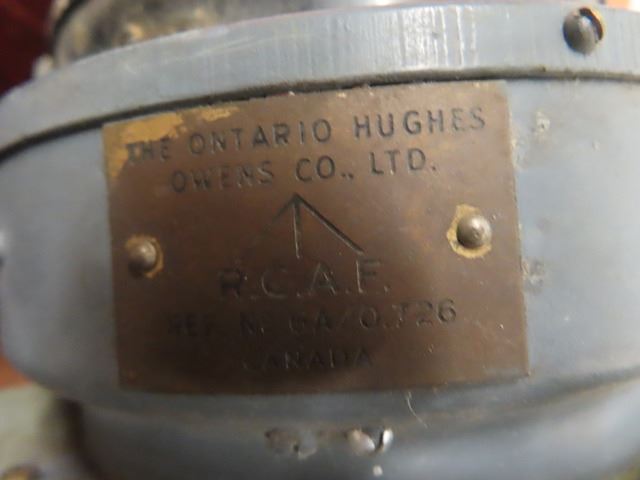 THE ONTARIO HUGHES
OWENS CO., LTD.
R.C.A.F.
REF. No 6A/0.726
CANADA